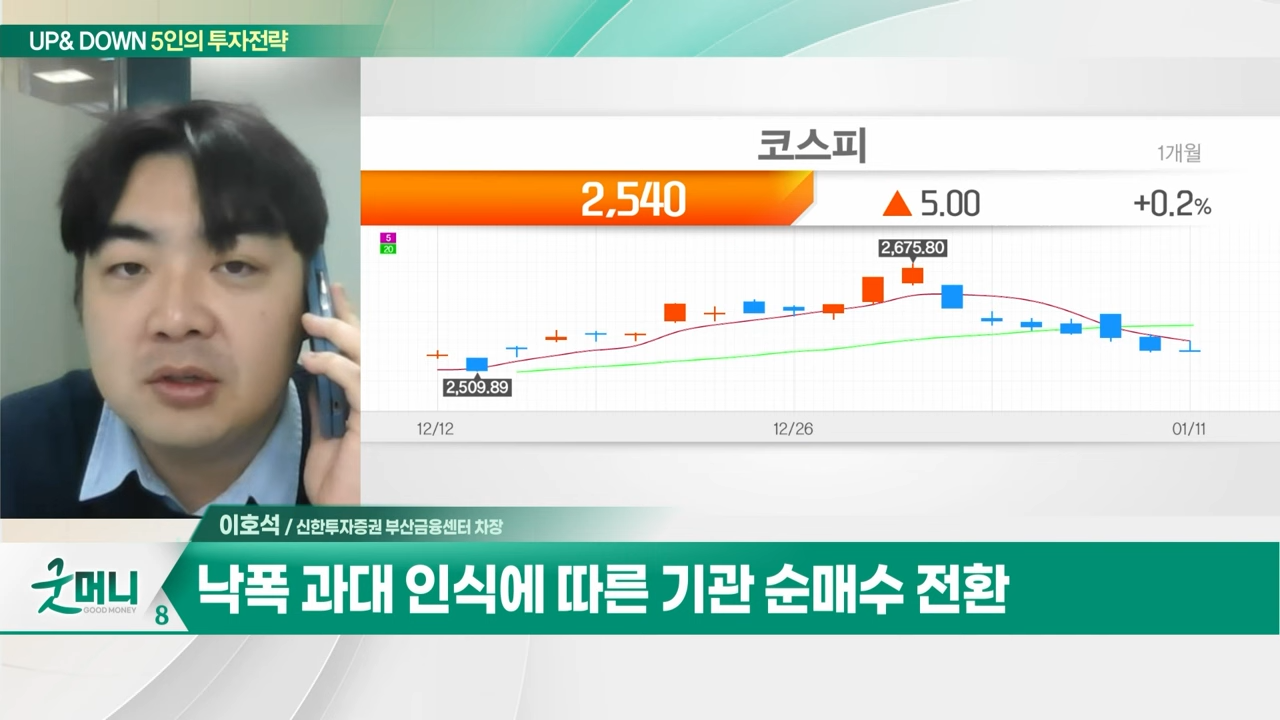 UP& DOWN 5인의 투자전략
코스피
1개월
2,540
▲ 5.00
+0.2%
5
20
2,675.80
2,509.89
12/12
12/26
01/11
이호석 / 신한투자증권 부산금융센터 차장
굿머니
GOOD MONEY
8
낙폭 과대 인식에 따른 기관 순매수 전환